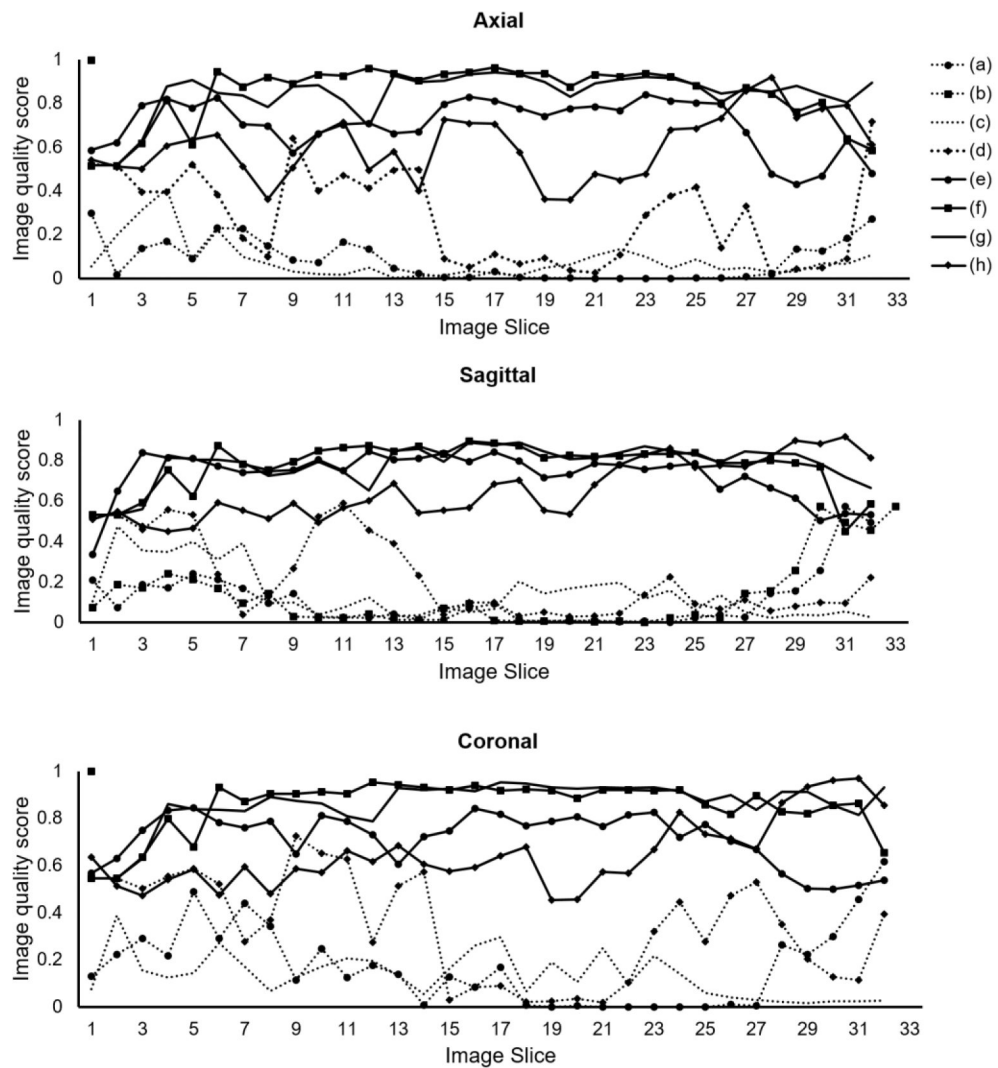 Axial
Image quality score
1
0.8
0.6
0.4
0.2
0
1 3 5 7 9 11 13 15 17 19 21 23 25 27 29 31 33
Image Slice
(a)
(b)
(c)
(d)
(e)
(f)
(g)
(h)
Sagittal
Image quality score
1
0.8
0.6
0.4
0.2
0
1 3 5 7 9 11 13 15 17 19 21 23 25 27 29 31 33
Image Slice
Coronal
Image quality score
1
0.8
0.6
0.4
0.2
0
1 3 5 7 9 11 13 15 17 19 21 23 25 27 29 31 33
Image Slice